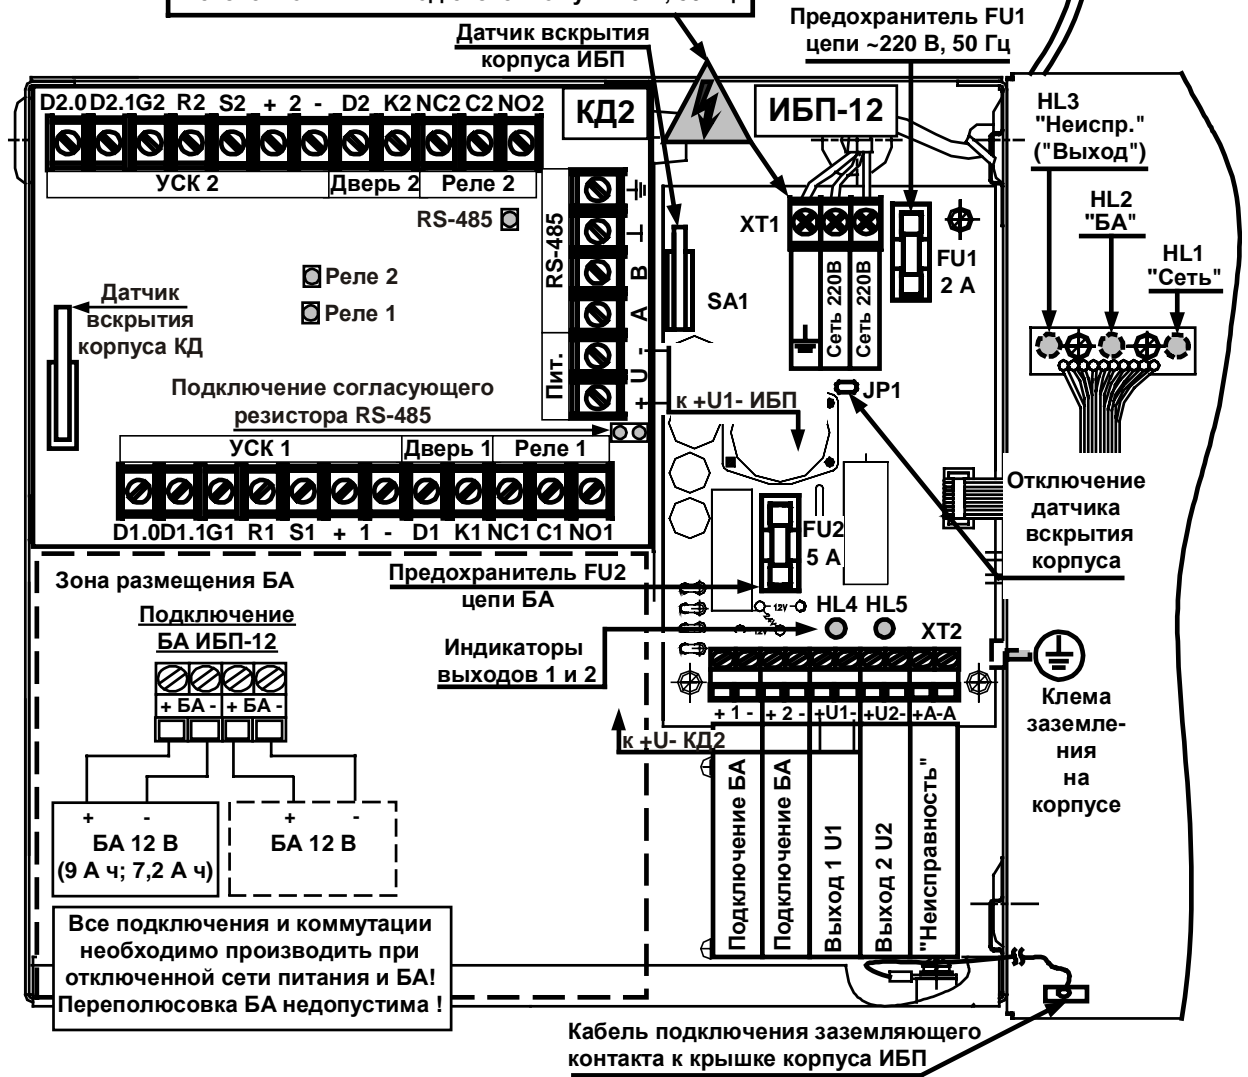 Датчик вскрытия
корпуса ИБП
Предохранитель FU1
цепи ~220 В, 50 Гц
D2.0 D2.1 G2 R2 S2 + 2 - D2 K2 NC2 C2 NO2
КД2
ИБП-12
HL3
"Неиспр."
("Выход")
HL2
"БА"
HL1
"Сеть"
УСК 2
Дверь 2
Реле 2
RS-485
RS-485
B
A
Пит.
- U +
Реле 2
Реле 1
Датчик
вскрытия
корпуса КД
Подключение согласующего
резистора RS-485
XT1
SA1
Сеть 220В
Сеть 220В
FU1
2 А
JP1
к +U1- ИБП
УСК 1
Дверь 1
Реле 1
D1.0 D1.1 G1 R1 S1 + 1 - D1 K1 NC1 C1 NO1
Отключение
датчика
вскрытия
корпуса
FU2
5 А
Предохранитель FU2
цепи БА
12V
24V
12V
HL4 HL5
XT2
Индикаторы
выходов 1 и 2
Зона размещения БА
Подключение
БА ИБП-12
+ БА - + БА -
+ -
БА 12 В
(9 А ч; 7,2 А ч)
+ -
БА 12 В
+ 1 - + 2 - +U1- +U2- +А-А
к +U- КД2
Подключение БА
Подключение БА
Выход 1 U1
Выход 2 U2
"Неисправность"
Клема
заземле-
ния
на
корпусе
Все подключения и коммутации
необходимо производить при
отключенной сети питания и БА!
Переполюсовка БА недопустима !
Кабель подключения заземляющего
контакта к крышке корпуса ИБП